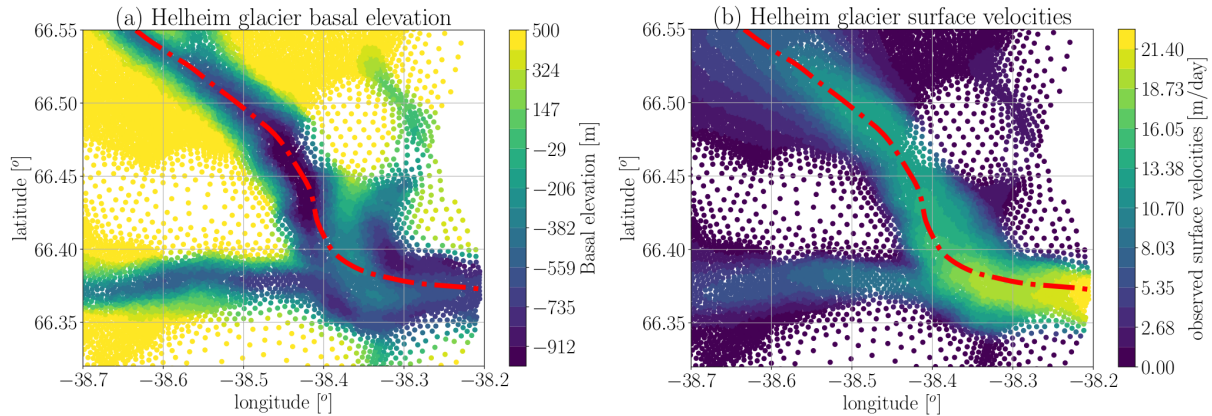 (a) Helheim glacier basal elevation
66.55
66.50
66.45
66.40
66.35
latitude [º]
−38.7 −38.6 −38.5 −38.4 −38.3 −38.2
longitude [º]
500
324
147
−29
−206
−382
−559
−735
−912
Basal elevation [m]
(b) Helheim glacier surface velocities
66.55
66.50
66.45
66.40
66.35
latitude [º]
−38.7 −38.6 −38.5 −38.4 −38.3 −38.2
longitude [º]
21.40
18.73
16.05
13.38
10.70
8.03
5.35
2.68
0.00
observed surface velocities [m/day]